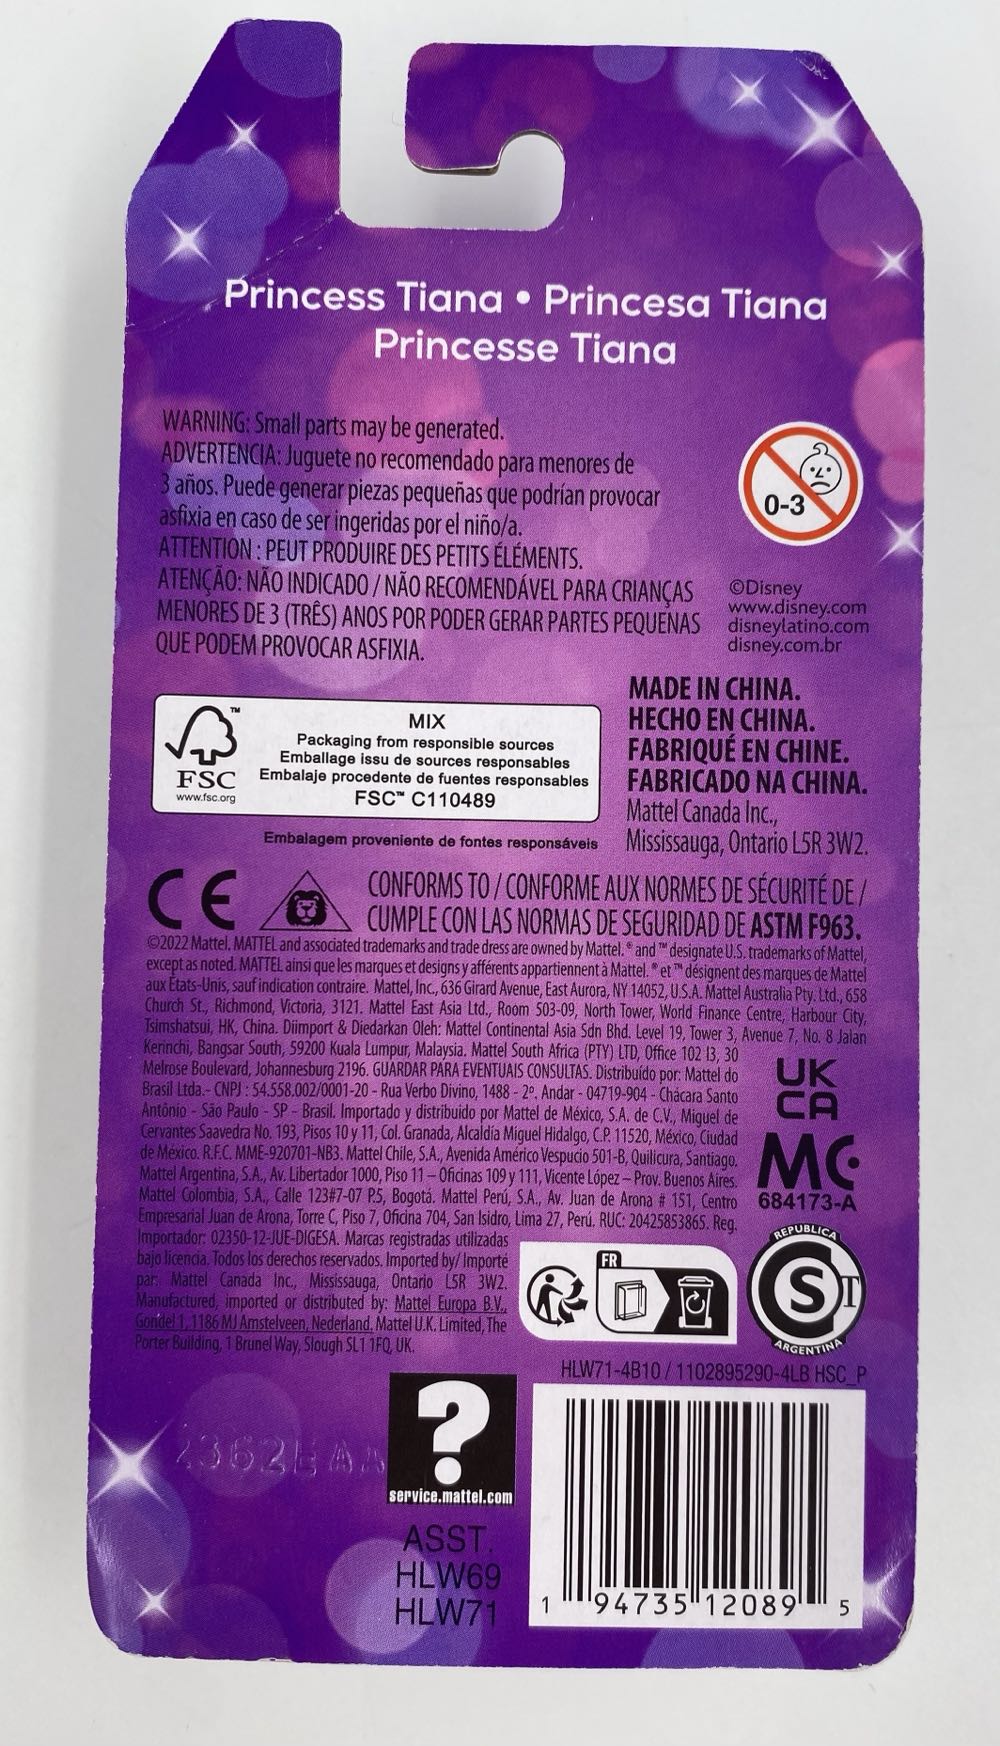 Princess Tiana • Princesa Tiana
Princesse Tiana
WARNING: Small parts may be generated.
ADVERTENCIA: Juguete no recomendado para menores de
3 años. Puede generar piezas pequeñas que podrían provocar
asfixia en caso de ser ingeridas por el niño/a.
ATTENTION : PEUT PRODUIRE DES PETITS ÉLÉMENTS.
ATENÇÃO: NÃO INDICADO / NÃO RECOMENDÁVEL PARA CRIANÇAS
MENORES DE 3 (TRÊS) ANOS POR PODER GERAR PARTES PEQUENAS
QUE PODEM PROVOCAR ASFIXIA.
0-3
©Disney
www.disney.com
disneylatino.com
disney.com.br
MADE IN CHINA.
HECHO EN CHINA.
FABRIQUÉ EN CHINE.
FABRICADO NA CHINA.
Mattel Canada Inc.,
Mississauga, Ontario L5R 3W2.
FSC
www.fsc.org
™
MIX
Packaging from responsible sources
Emballage issu de sources responsables
Embalaje procedente de fuentes responsables
FSC™ C110489
Embalagem proveniente de fontes responsáveis
CE
CONFORMS TO / CONFORME AUX NORMES DE SÉCURITÉ DE /
CUMPLE CON LAS NORMAS DE SEGURIDAD DE ASTM F963.
©2022 Mattel. MATTEL and associated trademarks and trade dress are owned by Mattel. ® and ™ designate U.S. trademarks of Mattel,
except as noted. MATTEL ainsi que les marques et designs y afférents appartiennent à Mattel. ® et ™ désignent des marques de Mattel
aux États-Unis, sauf indication contraire. Mattel, Inc., 636 Girard Avenue, East Aurora, NY 14052, U.S.A. Mattel Australia Pty. Ltd., 658
Church St., Richmond, Victoria, 3121. Mattel East Asia Ltd., Room 503-09, North Tower, World Finance Centre, Harbour City,
Tsimshatsui, HK, China. Diimport & Diedarkan Oleh: Mattel Continental Asia Sdn Bhd. Level 19, Tower 3, Avenue 7, No. 8 Jalan
Kerinchi, Bangsar South, 59200 Kuala Lumpur, Malaysia. Mattel South Africa (PTY) LTD, Office 102 I3, 30
Melrose Boulevard, Johannesburg 2196. GUARDAR PARA EVENTUAIS CONSULTAS. Distribuído por: Mattel do
Brasil Ltda.- CNPJ : 54.558.002/0001-20 - Rua Verbo Divino, 1488 - 2º. Andar - 04719-904 - Chácara Santo
Antônio - São Paulo - SP – Brasil. Importado y distribuido por Mattel de México, S.A. de C.V., Miguel de
Cervantes Saavedra No. 193, Pisos 10 y 11, Col. Granada, Alcaldía Miguel Hidalgo, C.P. 11520, México, Ciudad
de México. R.F.C. MME-920701-NB3. Mattel Chile, S.A., Avenida Américo Vespucio 501-B, Quilicura, Santiago.
Mattel Argentina, S.A., Av. Libertador 1000, Piso 11 – Oficinas 109 y 111, Vicente López – Prov. Buenos Aires.
Mattel Colombia, S.A., Calle 123#7-07 P.5, Bogotá. Mattel Perú, S.A., Av. Juan de Arona # 151, Centro
Empresarial Juan de Arona, Torre C, Piso 7, Oficina 704, San Isidro, Lima 27, Perú. RUC: 20425853865. Reg.
Importador: 02350-12-JUE-DIGESA. Marcas registradas utilizadas
bajo licencia. Todos los derechos reservados. Imported by/ Importé
par: Mattel Canada Inc., Mississauga, Ontario L5R 3W2.
Manufactured, imported or distributed by: Mattel Europa B.V.,
Gondel 1, 1186 MJ Amstelveen, Nederland. Mattel U.K. Limited, The
Porter Building, 1 Brunel Way, Slough SL1 1FQ, UK.
UK
CA
MC
684173-A
FR
REPUBLICA
S T
ARGENTINA
HLW71-4B10 / 1102895290-4LB HSC_P
2362EAA
?
service.mattel.com
ASST.
HLW69
HLW71
1 94735 12089 5